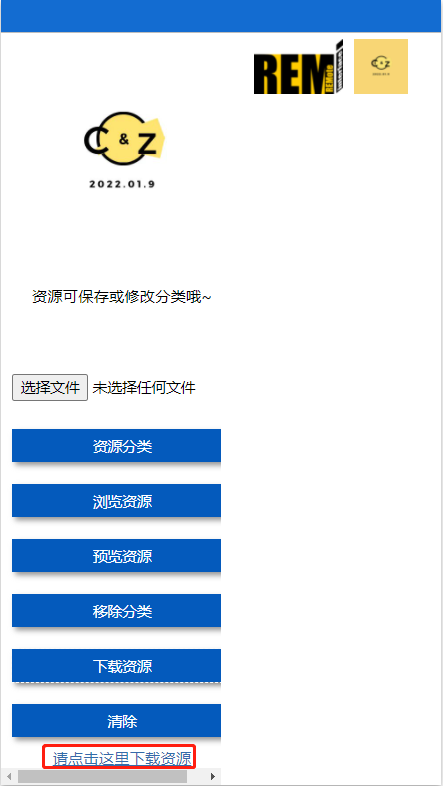 REMI
REMote
C & Z
2022.01.9
资源可保存或修改分类哦~
选择文件 未选择任何文件
资源分类
浏览资源
预览资源
移除分类
下载资源
清除
请点击这里下载资源